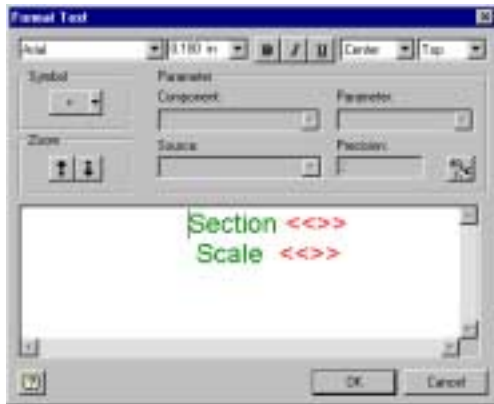 Format Text
Arial 0.180 in B I U Center Top
Symbol Parameter
Component: Parameter:
Zoom Source: Precision:
Section <<>>
Scale <<>>
OK Cancel